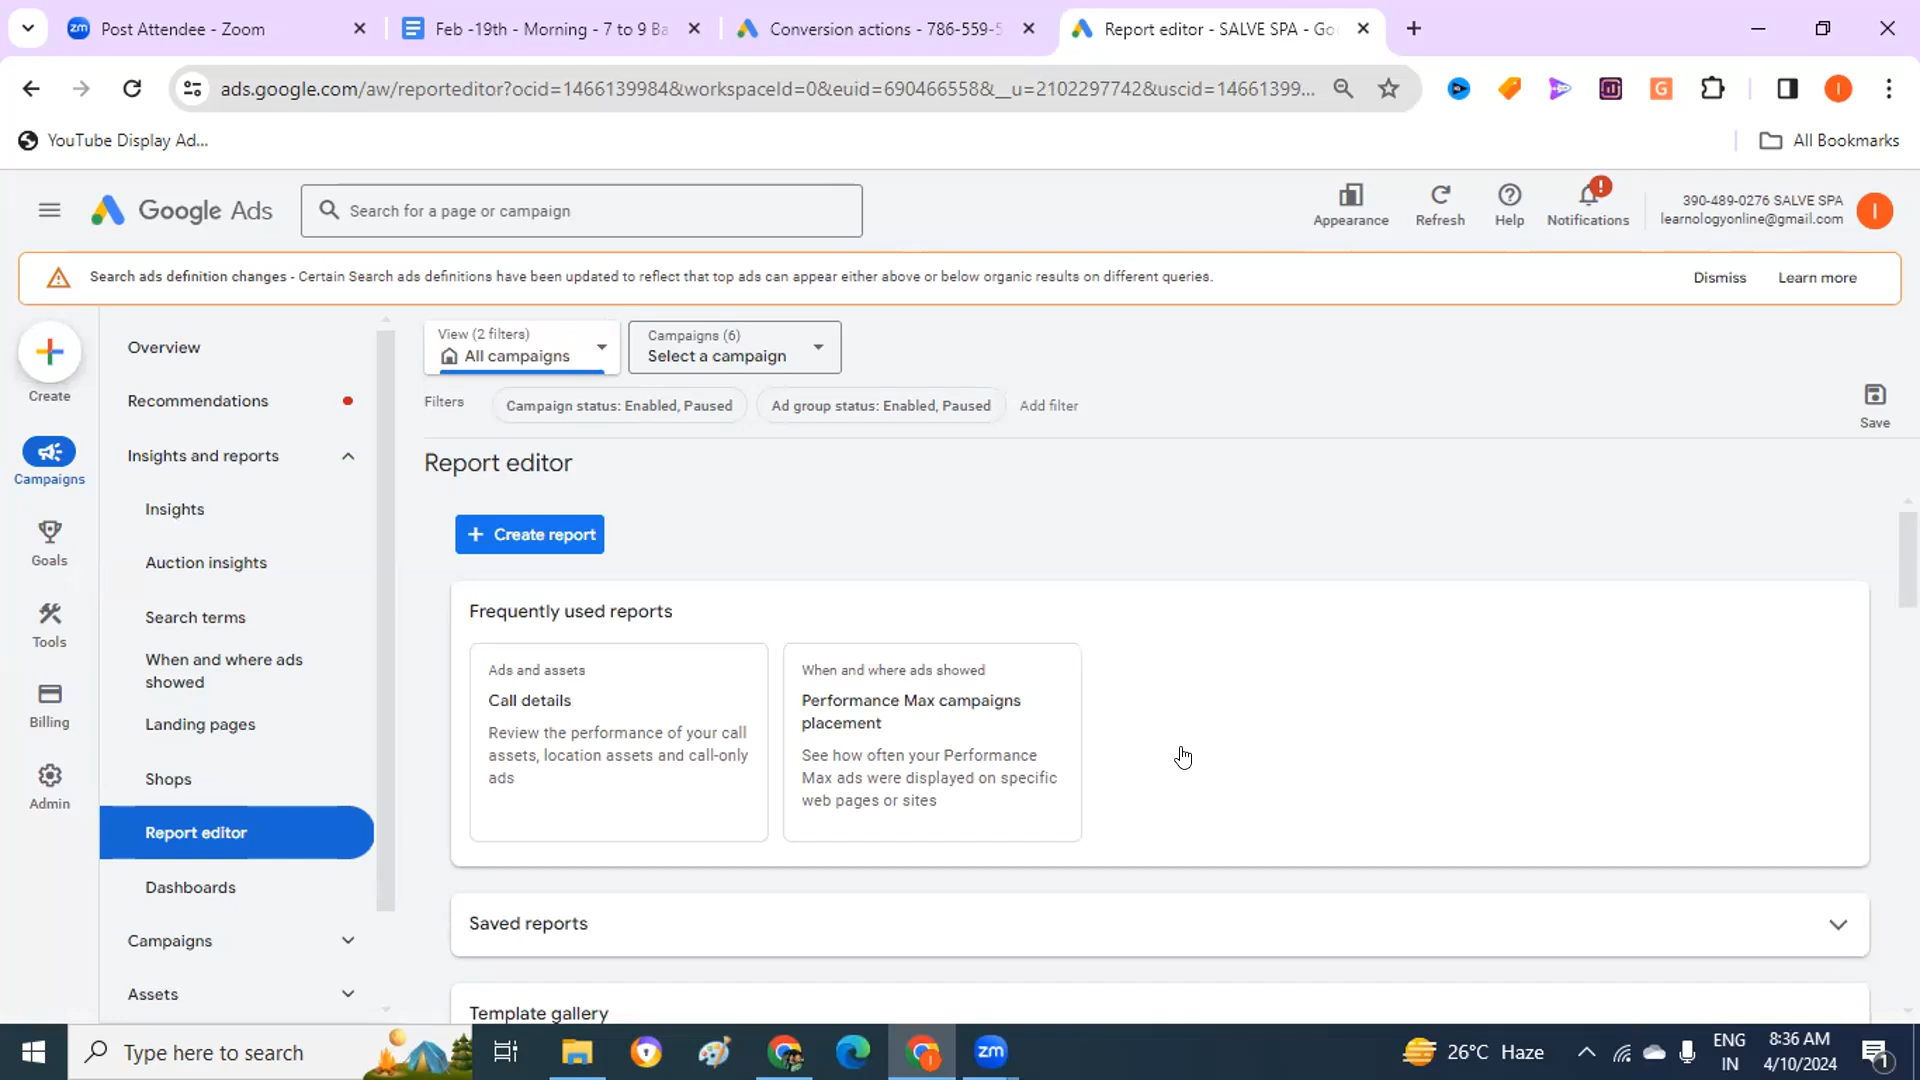 Post Attendee - Zoom
Feb -19th - Morning - 7 to 9 Ba
Conversion actions - 786-559-5
Report editor - SALVE SPA - Goo
ads.google.com/aw/reporteditor?ocid=1466139984&workspaceId=0&euid=690466558&__u=2102297742&uscid=14661399...
YouTube Display Ad...
All Bookmarks
Google Ads
Search for a page or campaign
Appearance
Refresh
Help
Notifications
390-489-0276 SALVE SPA
learnologyonline@gmail.com
Search ads definition changes - Certain Search ads definitions have been updated to reflect that top ads can appear either above or below organic results on different queries.
Dismiss
Learn more
Create
Campaigns
Goals
Tools
Billing
Admin
Overview
Recommendations
Insights and reports
Insights
Auction insights
Search terms
When and where ads
showed
Landing pages
Shops
Report editor
Dashboards
Campaigns
Assets
View (2 filters)
All campaigns
Campaigns (6)
Select a campaign
Filters
Campaign status: Enabled, Paused
Ad group status: Enabled, Paused
Add filter
Save
Report editor
+ Create report
Frequently used reports
Ads and assets
Call details
Review the performance of your call
assets, location assets and call-only
ads
When and where ads showed
Performance Max campaigns
placement
See how often your Performance
Max ads were displayed on specific
web pages or sites
Saved reports
Template gallery
Type here to search
zm
26°C Haze
ENG
IN
8:36 AM
4/10/2024
1